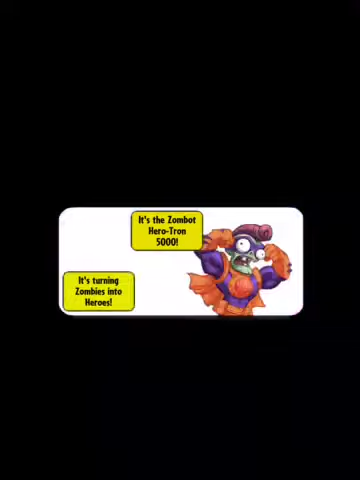 It's the Zombot
Hero-Tron
5000!
It's turning
Zombies into
Heroes!